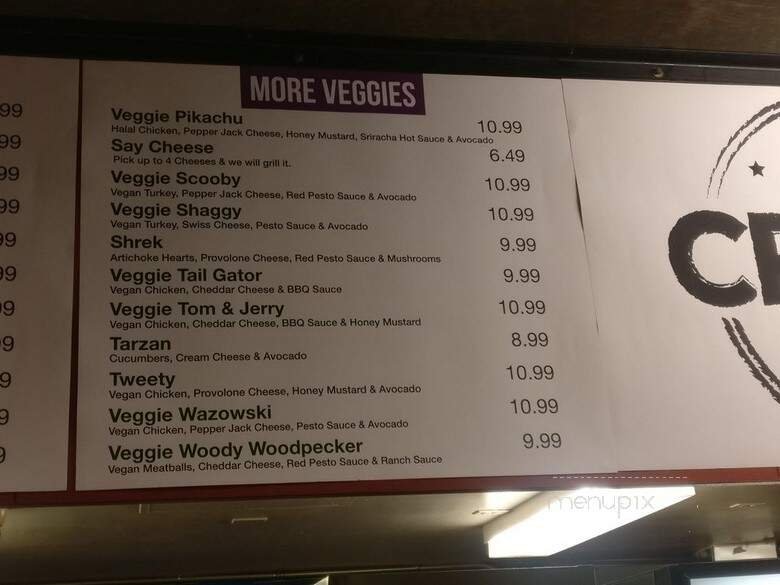 MORE VEGGIES
Veggie Pikachu 10.99
Halal Chicken, Pepper Jack Cheese, Honey Mustard, Sriracha Hot Sauce & Avocado
Say Cheese 6.49
Pick up to 4 Cheeses & we will grill it.
Veggie Scooby 10.99
Vegan Turkey, Pepper Jack Cheese, Red Pesto Sauce & Avocado
Veggie Shaggy 10.99
Vegan Turkey, Swiss Cheese, Pesto Sauce & Avocado
Shrek 9.99
Artichoke Hearts, Provolone Cheese, Red Pesto Sauce & Mushrooms
Veggie Tail Gator 9.99
Vegan Chicken, Cheddar Cheese & BBQ Sauce
Veggie Tom & Jerry 10.99
Vegan Chicken, Cheddar Cheese, BBQ Sauce & Honey Mustard
Tarzan 8.99
Cucumbers, Cream Cheese & Avocado
Tweety 10.99
Vegan Chicken, Provolone Cheese, Honey Mustard & Avocado
Veggie Wazowski 10.99
Vegan Chicken, Pepper Jack Cheese, Pesto Sauce & Avocado
Veggie Woody Woodpecker 9.99
Vegan Meatballs, Cheddar Cheese, Red Pesto Sauce & Ranch Sauce
menupix